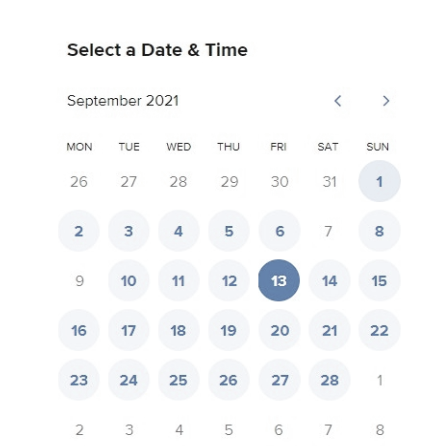 Select a Date & Time
September 2021
MON TUE WED THU FRI SAT SUN
26 27 28 29 30 31 1
2 3 4 5 6 7 8
9 10 11 12 13 14 15
16 17 18 19 20 21 22
23 24 25 26 27 28 1
2 3 4 5 6 7 8